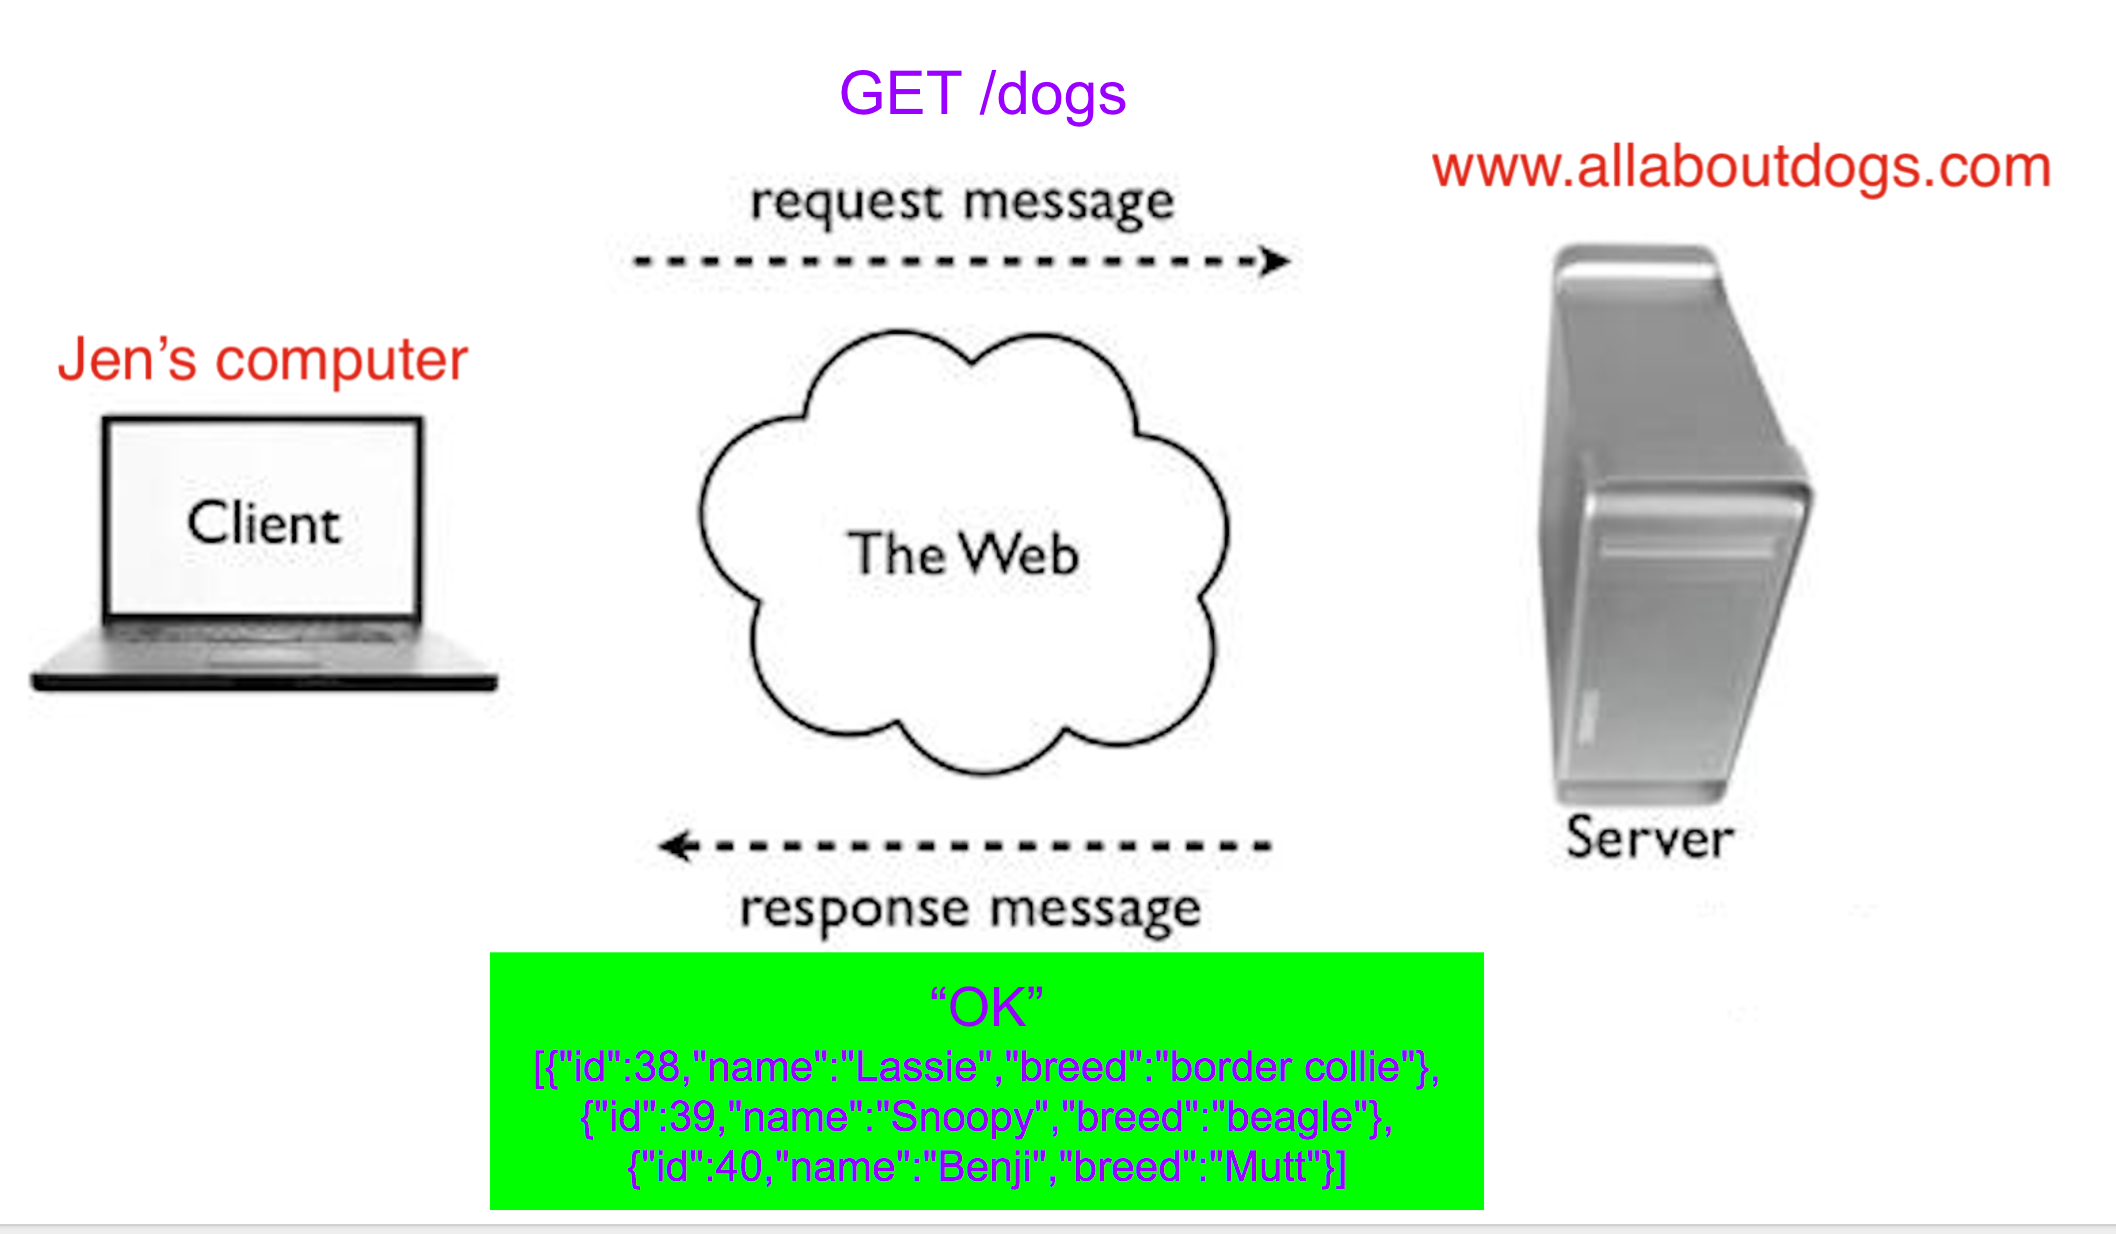 GET /dogs
www.allaboutdogs.com
request message
Jen’s computer
Client
The Web
Server
response message
“OK”
[{"id":38,"name":"Lassie","breed":"border collie"},
{"id":39,"name":"Snoopy","breed":"beagle"},
{"id":40,"name":"Benji","breed":"Mutt"}]